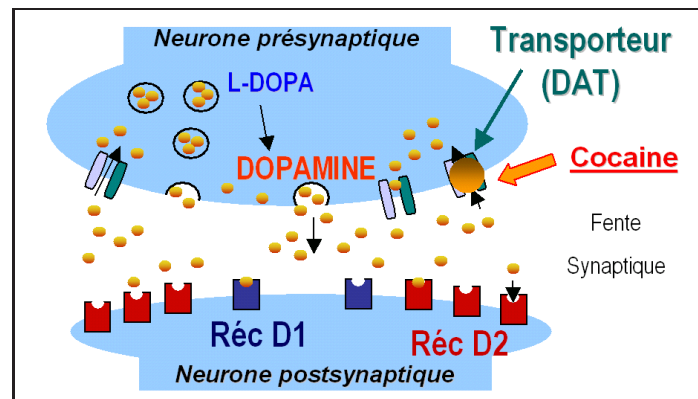 Neurone présynaptique
Transporteur
(DAT)
L-DOPA
DOPAMINE
Cocaine
Fente
Synaptique
Réc D1
Réc D2
Neurone postsynaptique